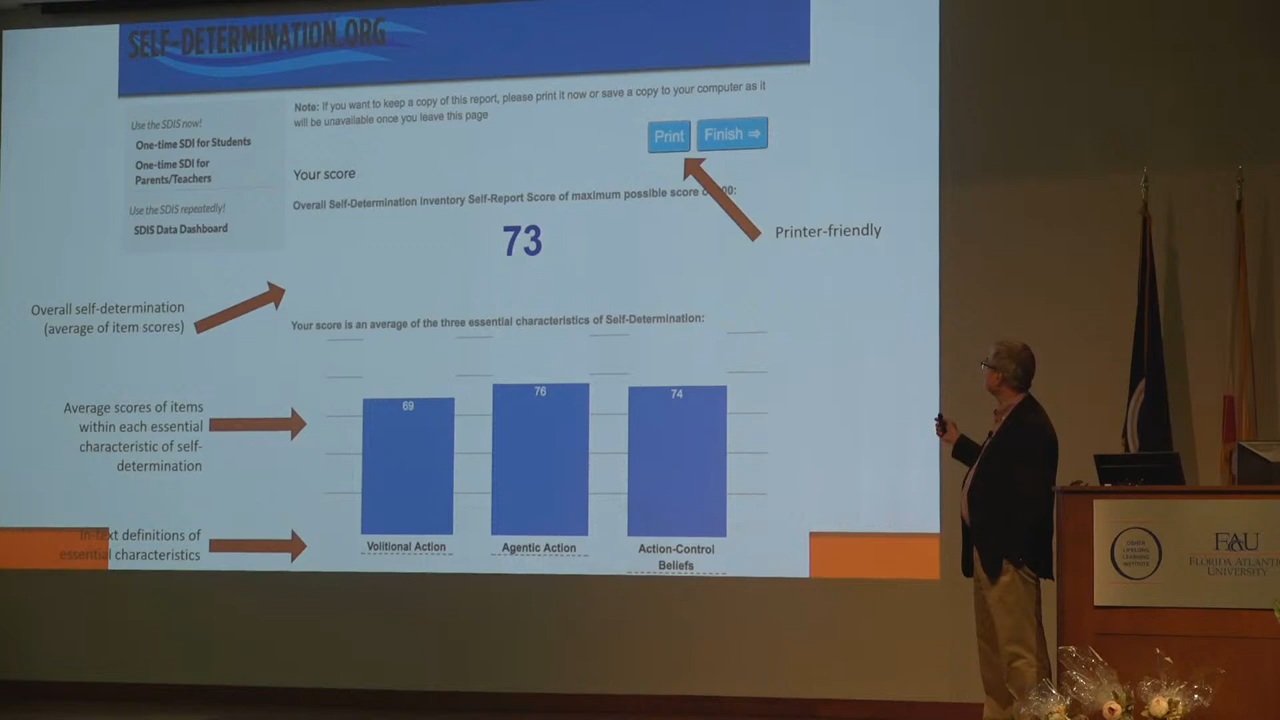 SELF-DETERMINATION.ORG
Note: If you want to keep a copy of this report, please print it now or save a copy to your computer as it
will be unavailable once you leave this page
Print
Finish ⇒
Use the SDIS now!
One-time SDI for Students
One-time SDI for
Parents/Teachers
Use the SDIS repeatedly!
SDIS Data Dashboard
Your score
Overall Self-Determination Inventory Self-Report Score of maximum possible score
73
Printer-friendly
Overall self-determination
(average of item scores)
Your score is an average of the three essential characteristics of Self-Determination:
Average scores of items
within each essential
characteristic of self-
determination
69
76
74
In-text definitions of
essential characteristics
Volitional Action
Agentic Action
Action-Control
Beliefs
OSHER
LIFELONG
LEARNING
INSTITUTE
FAU
FLORIDA ATLANTIC
UNIVERSITY